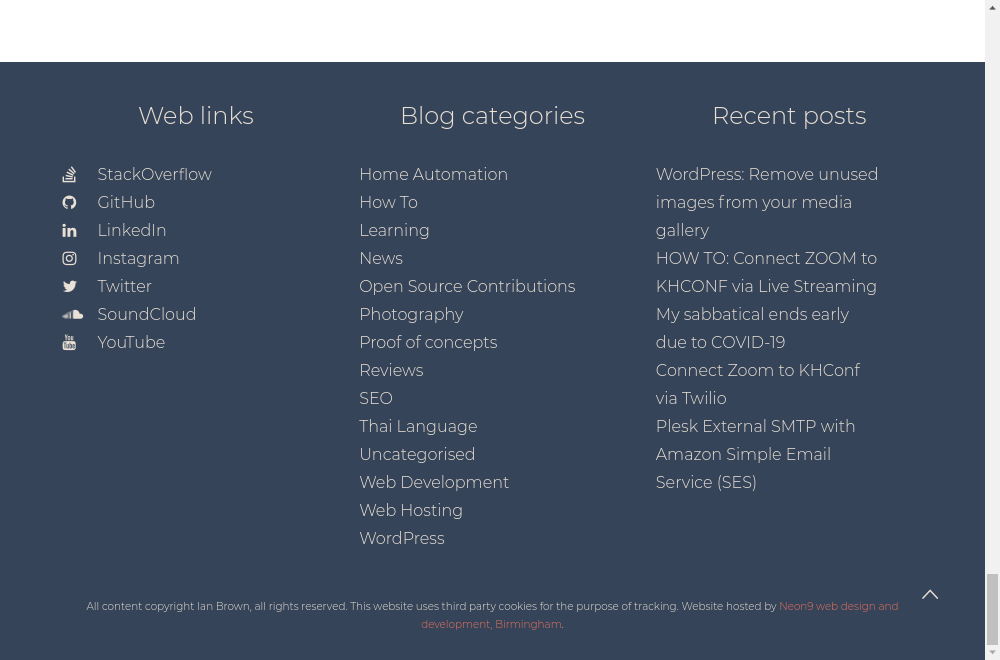 Web links
StackOverflow
GitHub
LinkedIn
Instagram
Twitter
SoundCloud
You
Tube
YouTube
Blog categories
Home Automation
How To
Learning
News
Open Source Contributions
Photography
Proof of concepts
Reviews
SEO
Thai Language
Uncategorised
Web Development
Web Hosting
WordPress
Recent posts
WordPress: Remove unused
images from your media
gallery
HOW TO: Connect ZOOM to
KHCONF via Live Streaming
My sabbatical ends early
due to COVID-19
Connect Zoom to KHConf
via Twilio
Plesk External SMTP with
Amazon Simple Email
Service (SES)
All content copyright Ian Brown, all rights reserved. This website uses third party cookies for the purpose of tracking. Website hosted by Neon9 web design and
development, Birmingham.